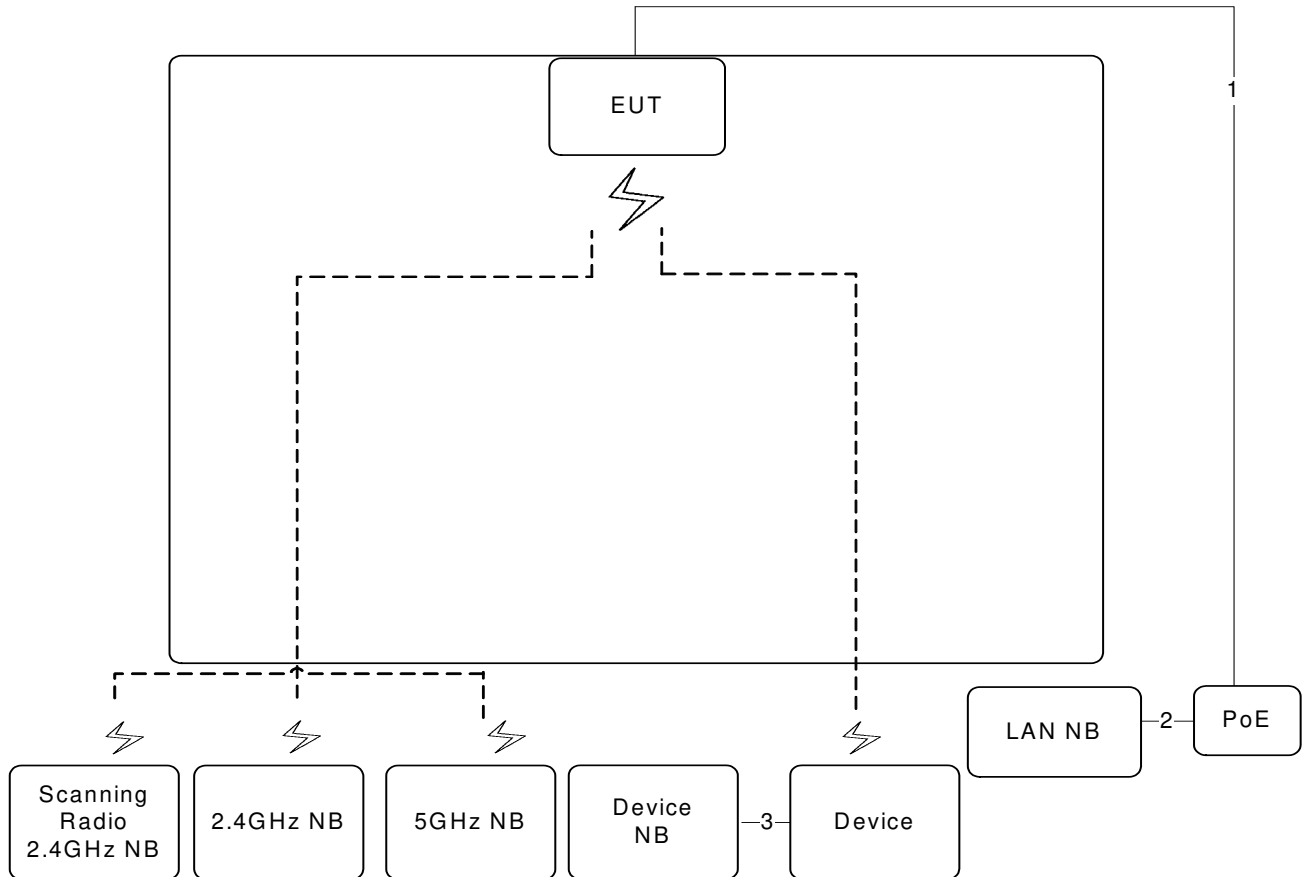 EUT
1
LAN NB
2
PoE
Scanning
Radio
2.4GHz NB
2.4GHz NB
5GHz NB
Device
NB
3
Device